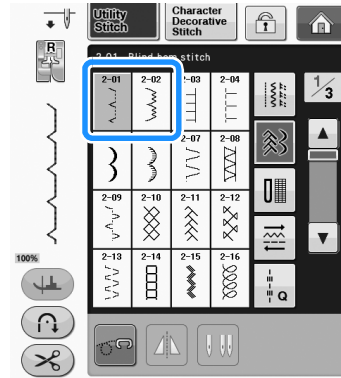 Utility
Stitch
Character
Decorative
Stitch
R
2-01 Blind hem stitch
1/3
2-01 2-02 2-03 2-04
2-07 2-08
2-09 2-10 2-11 2-12
2-13 2-14 2-15 2-16
100%
Q